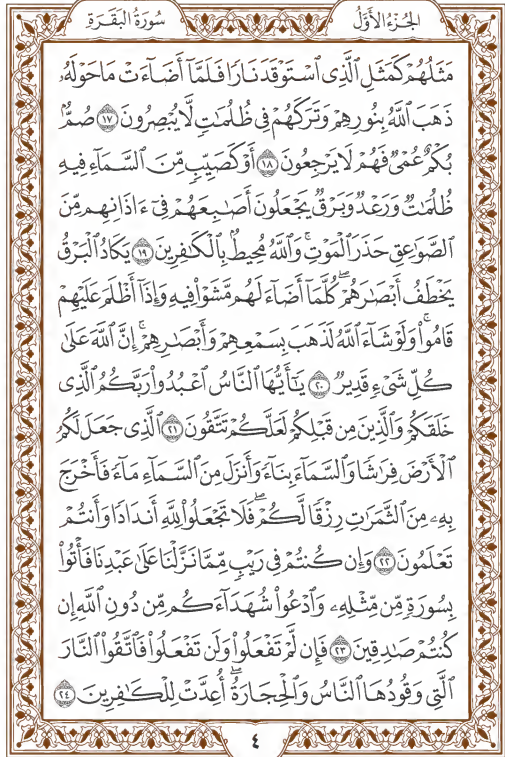 سُورَةُ البَقَرَةِ
الجُزْءُ الأَوَّلُ
مَثَلُهُمْ كَمَثَلِ ٱلَّذِى ٱسْتَوْقَدَ نَارًا فَلَمَّآ أَضَآءَتْ مَا حَوْلَهُۥ
ذَهَبَ ٱللَّهُ بِنُورِهِمْ وَتَرَكَهُمْ فِى ظُلُمَٰتٍ لَّا يُبْصِرُونَ ١٧ صُمٌّۢ
بُكْمٌ عُمْىٌ فَهُمْ لَا يَرْجِعُونَ ١٨ أَوْ كَصَيِّبٍ مِّنَ ٱلسَّمَآءِ فِيهِ
ظُلُمَٰتٌ وَرَعْدٌ وَبَرْقٌ يَجْعَلُونَ أَصَٰبِعَهُمْ فِىٓ ءَاذَانِهِم مِّنَ
ٱلصَّوَٰعِقِ حَذَرَ ٱلْمَوْتِ ۚ وَٱللَّهُ مُحِيطٌۢ بِٱلْكَٰفِرِينَ ١٩ يَكَادُ ٱلْبَرْقُ
يَخْطَفُ أَبْصَٰرَهُمْ ۖ كُلَّمَآ أَضَآءَ لَهُم مَّشَوْا۟ فِيهِ وَإِذَآ أَظْلَمَ عَلَيْهِمْ
قَامُوا۟ ۚ وَلَوْ شَآءَ ٱللَّهُ لَذَهَبَ بِسَمْعِهِمْ وَأَبْصَٰرِهِمْ ۚ إِنَّ ٱللَّهَ عَلَىٰ
كُلِّ شَىْءٍ قَدِيرٌ ٢٠ يَٰٓأَيُّهَا ٱلنَّاسُ ٱعْبُدُوا۟ رَبَّكُمُ ٱلَّذِى
خَلَقَكُمْ وَٱلَّذِينَ مِن قَبْلِكُمْ لَعَلَّكُمْ تَتَّقُونَ ٢١ ٱلَّذِى جَعَلَ لَكُمُ
ٱلْأَرْضَ فِرَٰشًا وَٱلسَّمَآءَ بِنَآءً وَأَنزَلَ مِنَ ٱلسَّمَآءِ مَآءً فَأَخْرَجَ
بِهِۦ مِنَ ٱلثَّمَرَٰتِ رِزْقًا لَّكُمْ ۖ فَلَا تَجْعَلُوا۟ لِلَّهِ أَندَادًا وَأَنتُمْ
تَعْلَمُونَ ٢٢ وَإِن كُنتُمْ فِى رَيْبٍ مِّمَّا نَزَّلْنَا عَلَىٰ عَبْدِنَا فَأْتُوا۟
بِسُورَةٍ مِّن مِّثْلِهِۦ وَٱدْعُوا۟ شُهَدَآءَكُم مِّن دُونِ ٱللَّهِ إِن
كُنتُمْ صَٰدِقِينَ ٢٣ فَإِن لَّمْ تَفْعَلُوا۟ وَلَن تَفْعَلُوا۟ فَٱتَّقُوا۟ ٱلنَّارَ
ٱلَّتِى وَقُودُهَا ٱلنَّاسُ وَٱلْحِجَارَةُ ۖ أُعِدَّتْ لِلْكَٰفِرِينَ ٢٤
٤